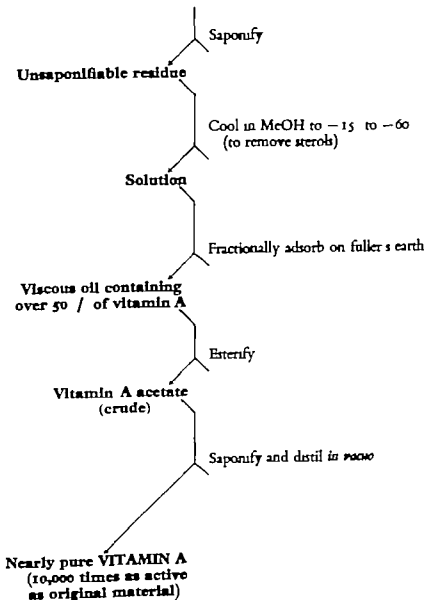 Saponify
Unsaponifiable residue
Cool in MeOH to −15 to −60
(to remove sterols)
Solution
Fractionally adsorb on fuller s earth
Viscous oil containing
over 50 / of vitamin A
Esterify
Vitamin A acetate
(crude)
Saponify and distil in vacuo
Nearly pure VITAMIN A
(10,000 times as active
as original material)